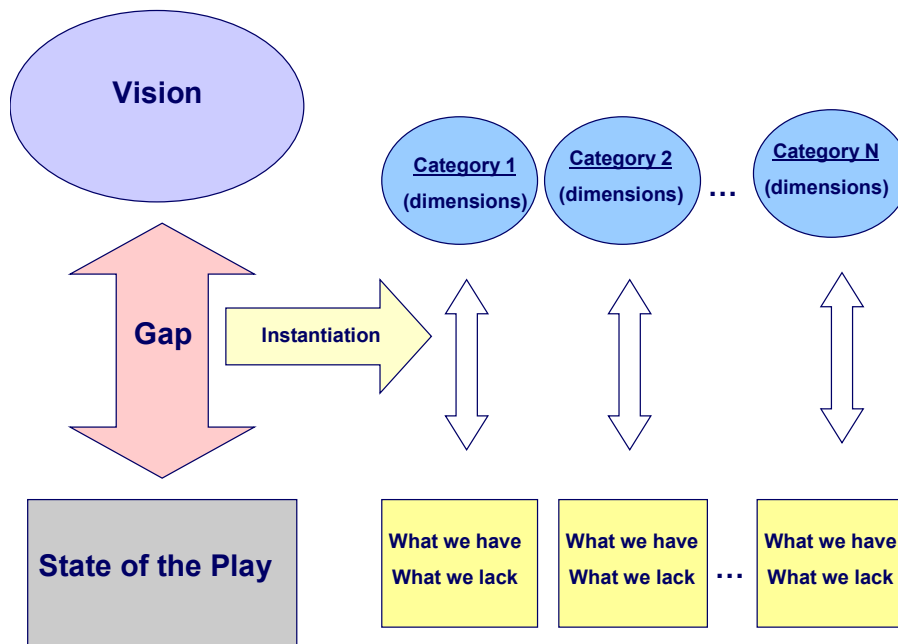 Vision
Category 1
(dimensions)
Category 2
(dimensions)
...
Category N
(dimensions)
Gap
Instantiation
State of the Play
What we have
What we lack
What we have
What we lack
...
What we have
What we lack